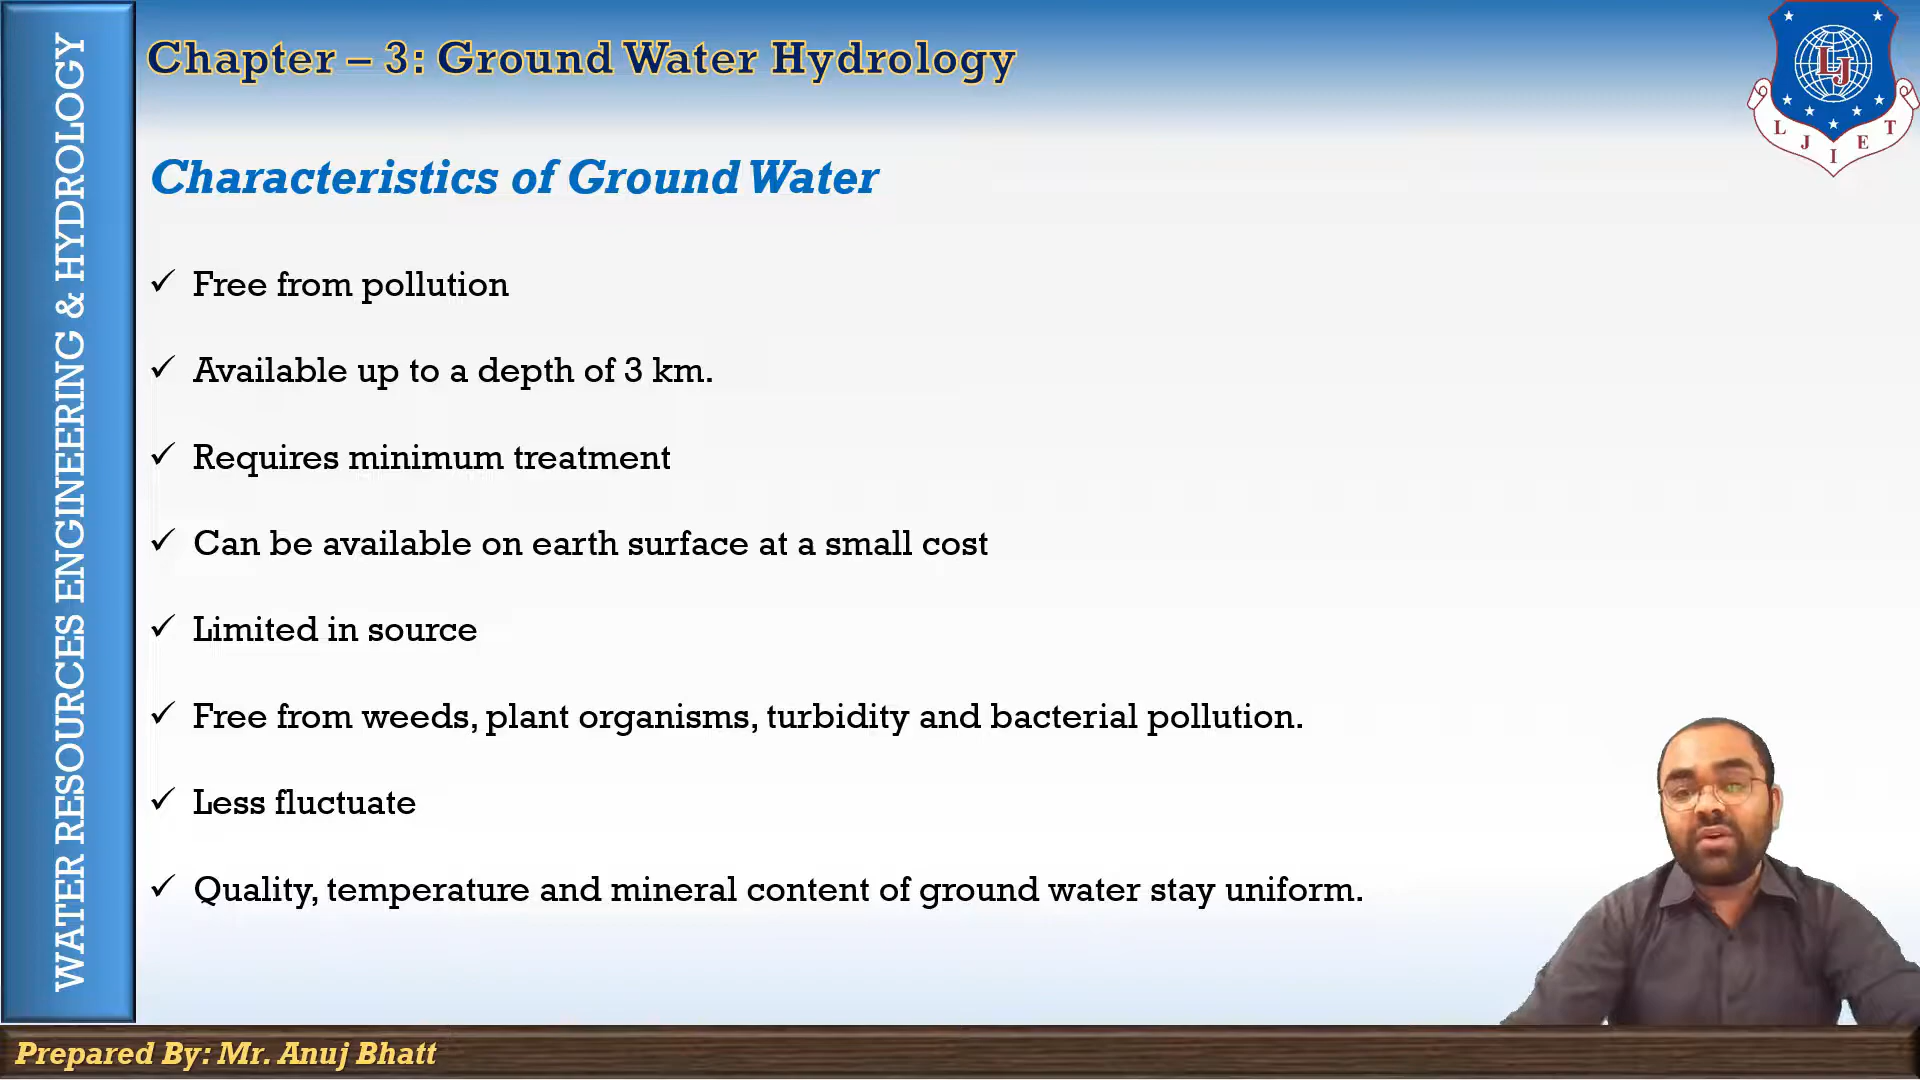 WATER RESOURCES ENGINEERING & HYDROLOGY
Chapter – 3: Ground Water Hydrology
LJ
L J I E T
Characteristics of Ground Water
✓ Free from pollution
✓ Available up to a depth of 3 km.
✓ Requires minimum treatment
✓ Can be available on earth surface at a small cost
✓ Limited in source
✓ Free from weeds, plant organisms, turbidity and bacterial pollution.
✓ Less fluctuate
✓ Quality, temperature and mineral content of ground water stay uniform.
Prepared By: Mr. Anuj Bhatt